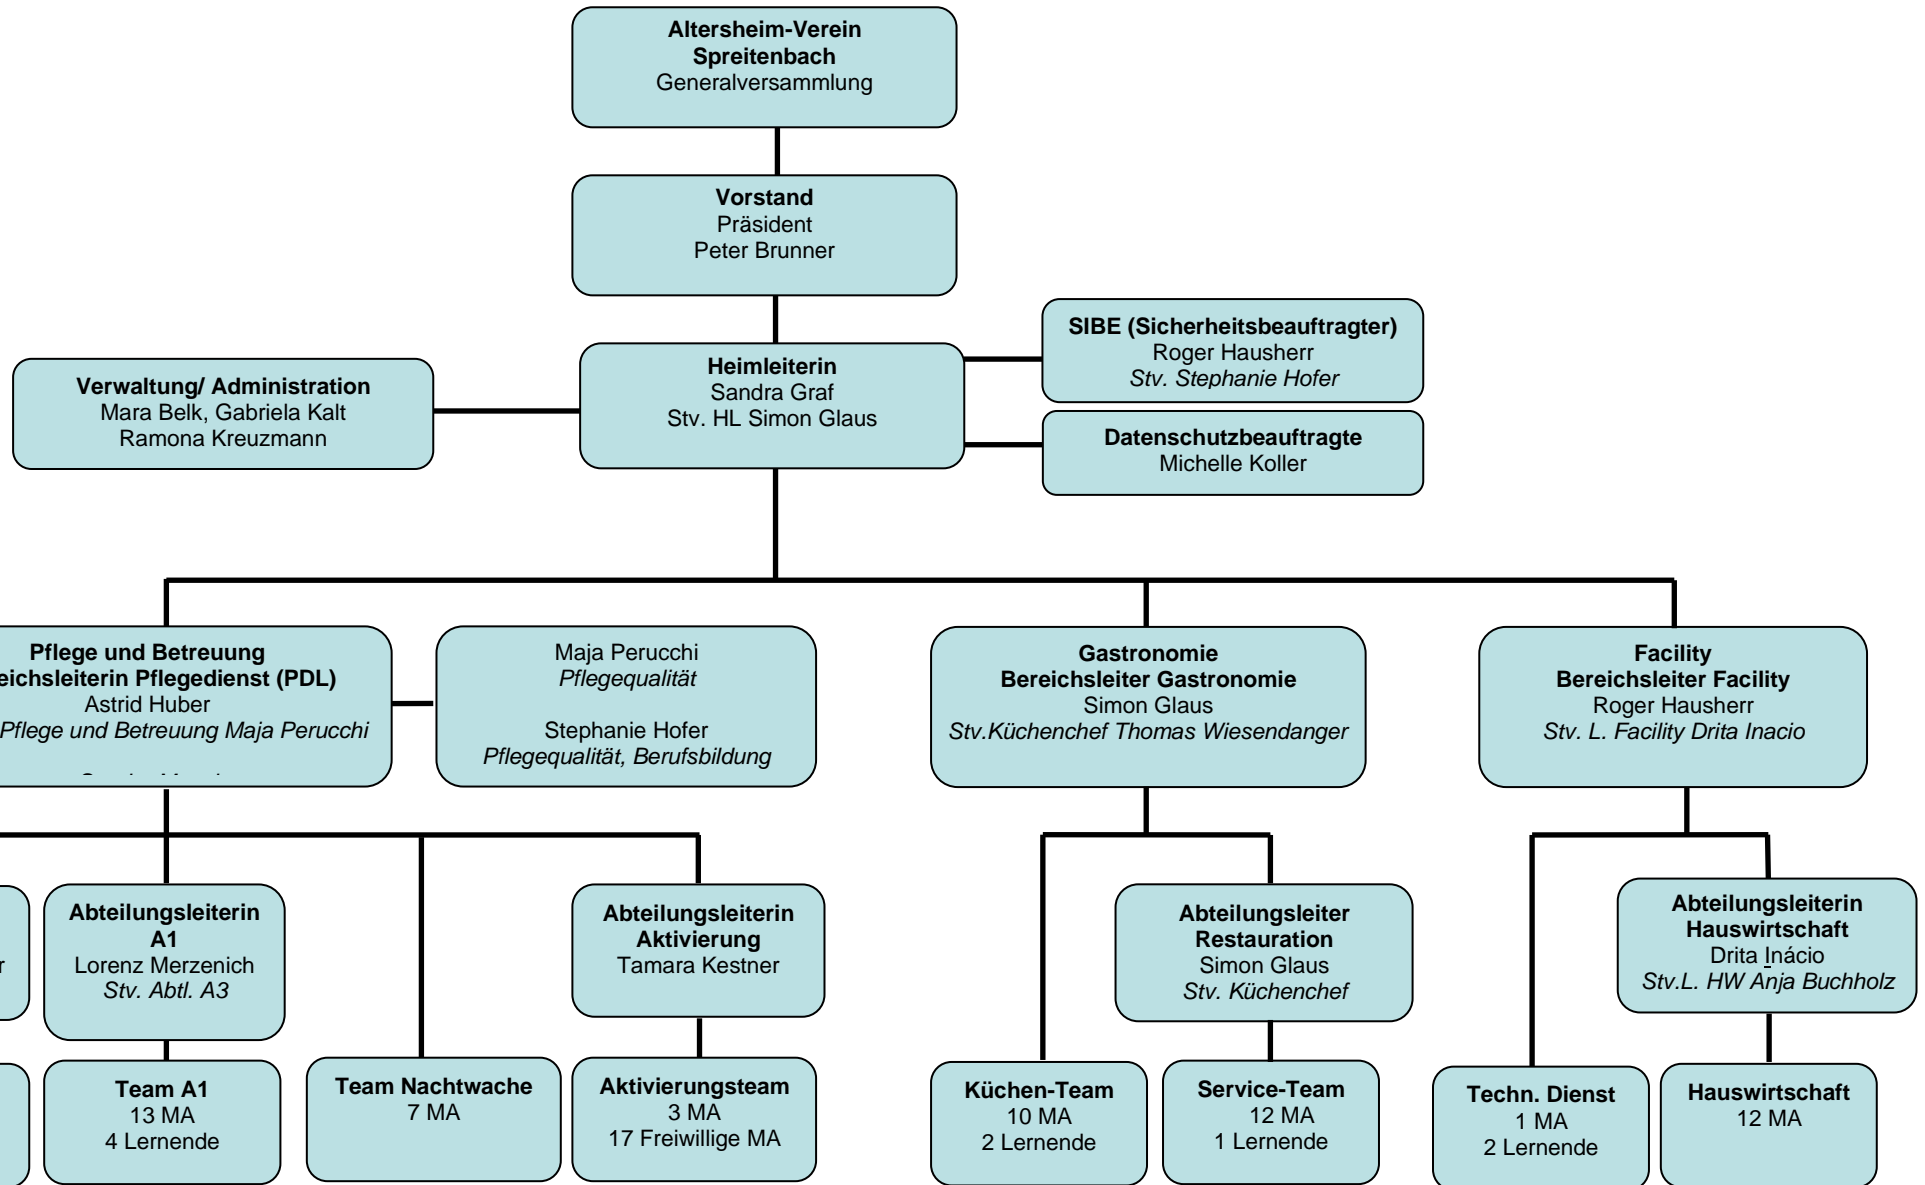 Altersheim-Verein
Spreitenbach
Generalversammlung
Vorstand
Präsident
Peter Brunner
Heimleiterin
Sandra Graf
Stv. HL Simon Glaus
SIBE (Sicherheitsbeauftragter)
Roger Hausherr
Stv. Stephanie Hofer
Verwaltung/ Administration
Mara Belk, Gabriela Kalt
Ramona Kreuzmann
Datenschutzbeauftragte
Michelle Koller
Pflege und Betreuung
eichsleiterin Pflegedienst (PDL)
Astrid Huber
Pflege und Betreuung Maja Perucchi
Maja Perucchi
Pflegequalität
Stephanie Hofer
Pflegequalität, Berufsbildung
Gastronomie
Bereichsleiter Gastronomie
Simon Glaus
Stv.Küchenchef Thomas Wiesendanger
Facility
Bereichsleiter Facility
Roger Hausherr
Stv. L. Facility Drita Inacio
r
Abteilungsleiterin
A1
Lorenz Merzenich
Stv. Abtl. A3
Abteilungsleiterin
Aktivierung
Tamara Kestner
Abteilungsleiter
Restauration
Simon Glaus
Stv. Küchenchef
Abteilungsleiterin
Hauswirtschaft
Drita Inácio
Stv.L. HW Anja Buchholz
Team A1
13 MA
4 Lernende
Team Nachtwache
7 MA
Aktivierungsteam
3 MA
17 Freiwillige MA
Küchen-Team
10 MA
2 Lernende
Service-Team
12 MA
1 Lernende
Techn. Dienst
1 MA
2 Lernende
Hauswirtschaft
12 MA